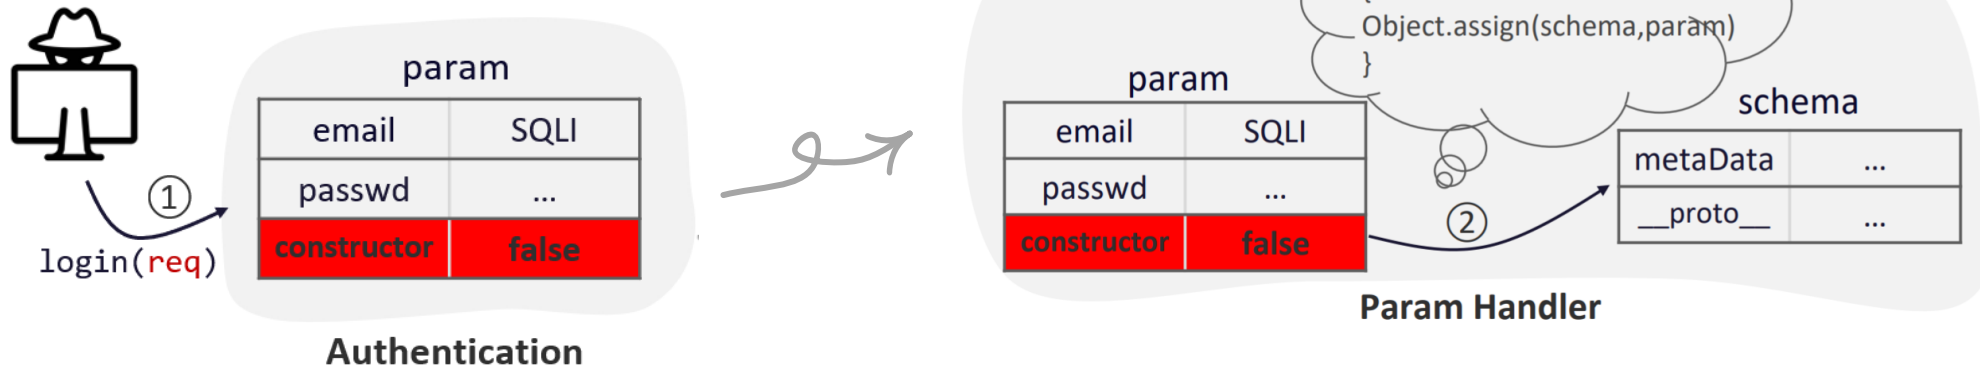 ①
login(req)
param
email SQLI
passwd ...
constructor false
Authentication
Object.assign(schema,param)
}
param
email SQLI
passwd ...
constructor false
②
schema
metaData ...
__proto__ ...
Param Handler